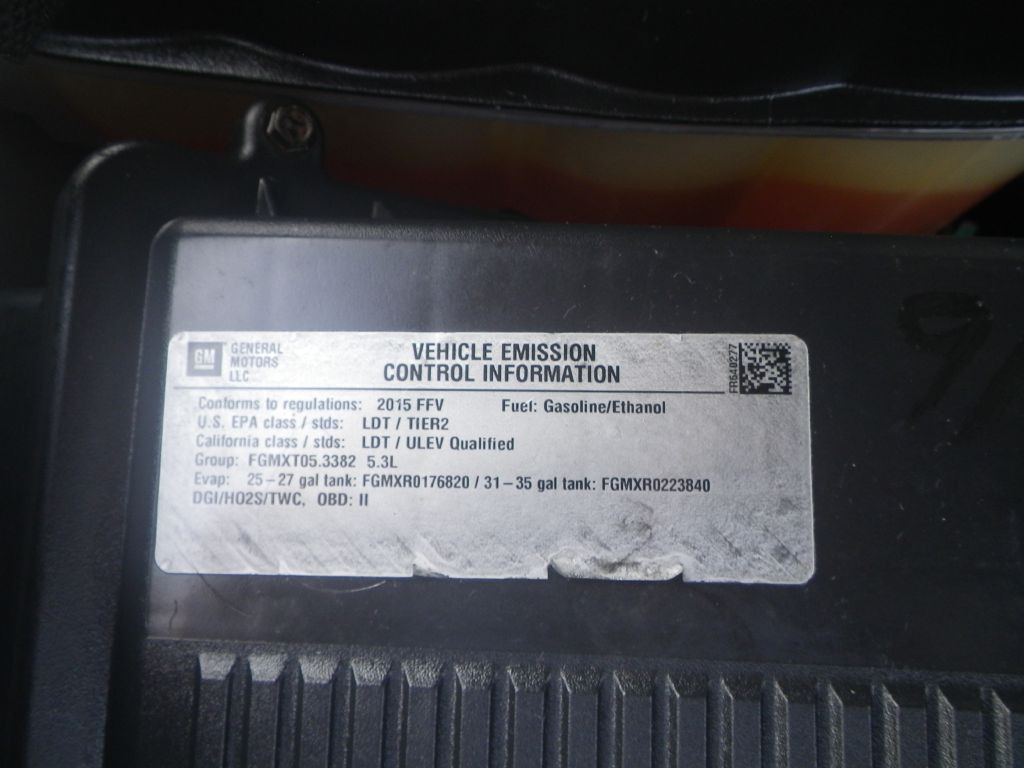 GM
GENERAL
MOTORS
LLC
VEHICLE EMISSION
CONTROL INFORMATION
FR640277
Conforms to regulations: 2015 FFV Fuel: Gasoline/Ethanol
U.S. EPA class / stds: LDT / TIER2
California class / stds: LDT / ULEV Qualified
Group: FGMXT05.3382 5.3L
Evap: 25-27 gal tank: FGMXR0176820 / 31-35 gal tank: FGMXR0223840
DGI/HO2S/TWC, OBD: II